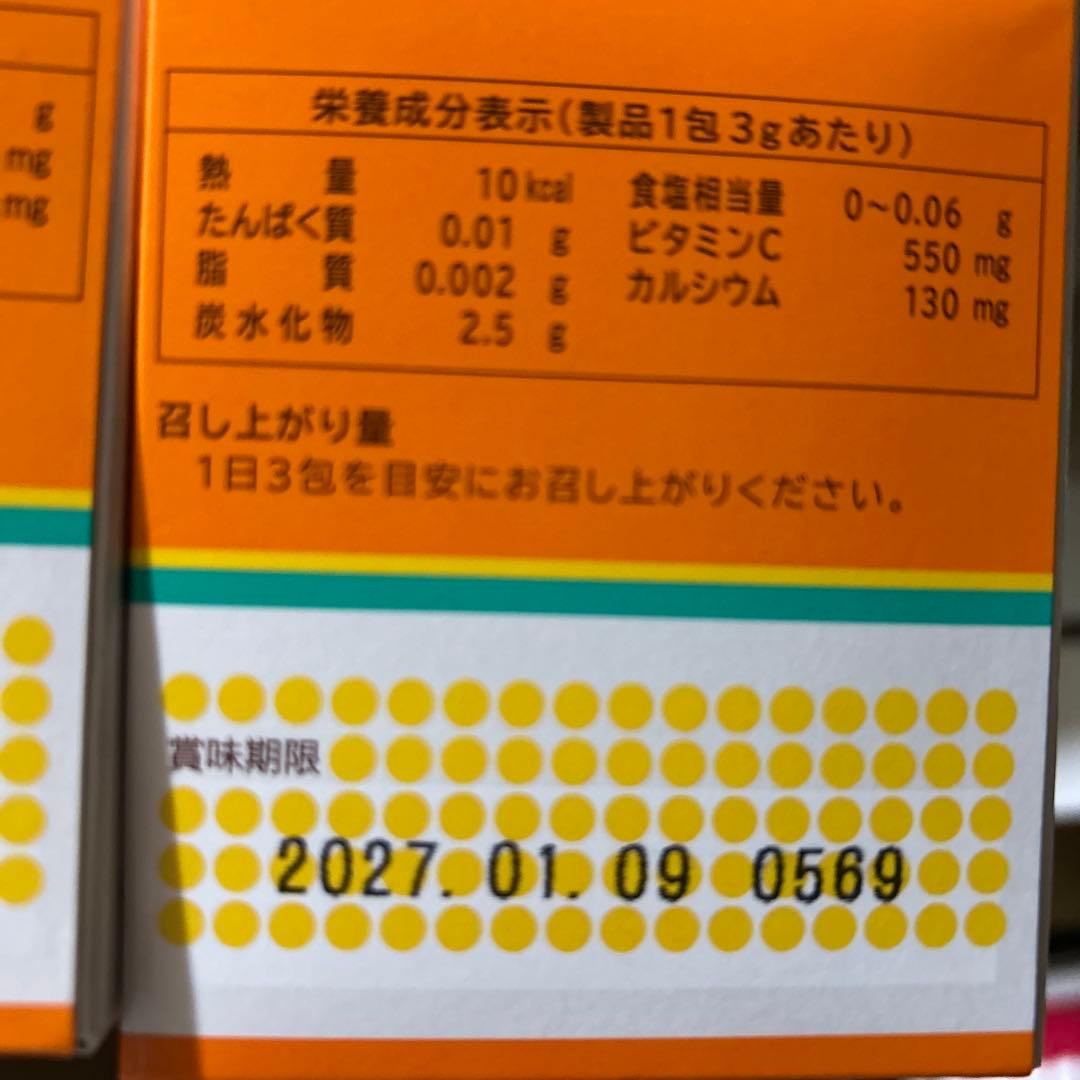 g
mg
mg
栄養成分表示(製品1包3gあたり)
熱量 10kcal 食塩相当量 0~0.06 g
たんぱく質 0.01 g ビタミンC 550 mg
脂質 0.002 g カルシウム 130 mg
炭水化物 2.5 g
召し上がり量
1日3包を目安にお召し上がりください。
賞味期限
2027.01.09 0569